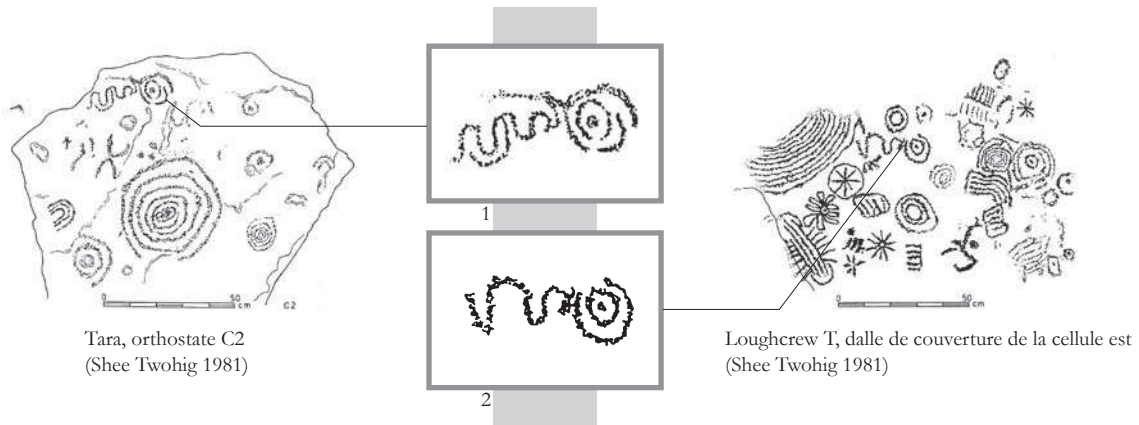 1
2
0
50
cm
C2
Tara, orthostate C2
(Shee Twohig 1981)
0
50
cm
Loughcrew T, dalle de couverture de la cellule est
(Shee Twohig 1981)